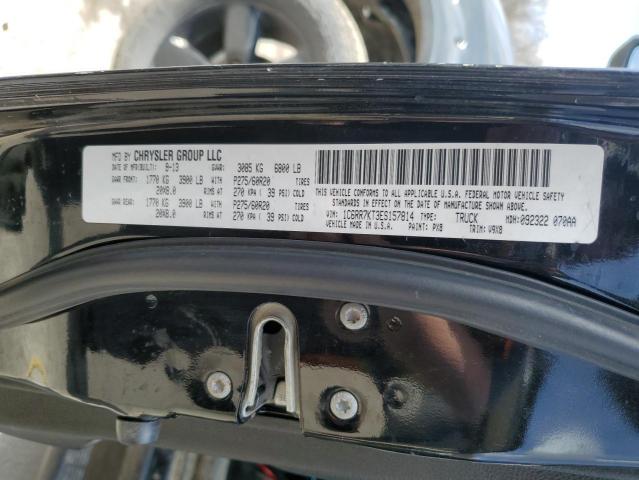 MFD BY CHRYSLER GROUP LLC
DATE OF MFR(BUILT): 9-13 GVWR: 3085 KG 6800 LB
GAWR FRONT: 1770 KG 3900 LB WITH P275/60R20 TIRES
20X8.0 RIMS AT 270 KPA ( 39 PSI) COLD
GAWR REAR: 1770 KG 3900 LB WITH P275/60R20 TIRES
20X8.0 RIMS AT 270 KPA ( 39 PSI) COLD
THIS VEHICLE CONFORMS TO ALL APPLICABLE U.S.A. FEDERAL MOTOR VEHICLE SAFETY
STANDARDS IN EFFECT ON THE DATE OF MANUFACTURE SHOWN ABOVE.
VIN: 1C6RR7KT3ES157814 TYPE: TRUCK MDH:092322 070AA
VEHICLE MADE IN U.S.A. PAINT: PX8 TRIM: V9X8